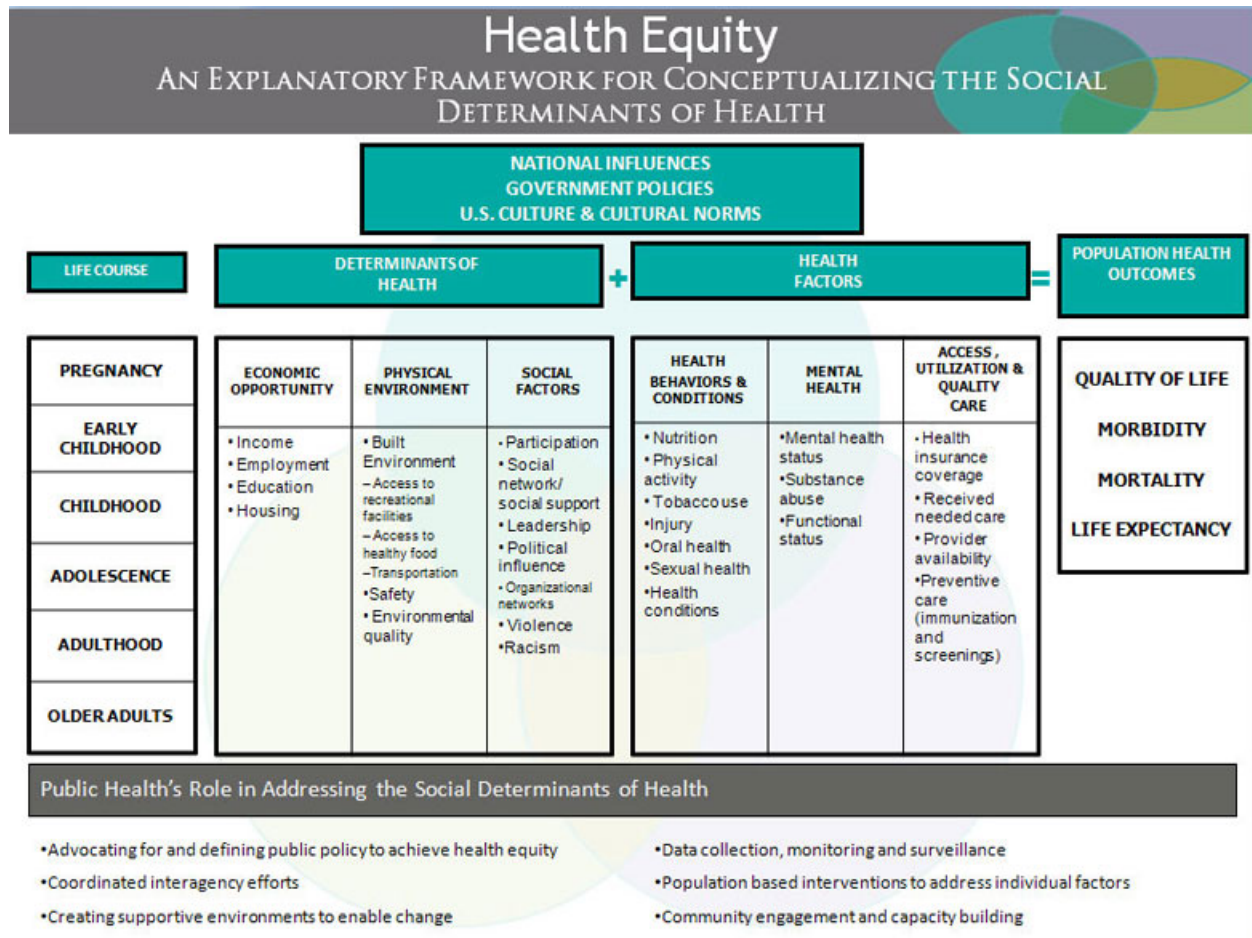 Health Equity
AN EXPLANATORY FRAMEWORK FOR CONCEPTUALIZING THE SOCIAL
DETERMINANTS OF HEALTH
NATIONAL INFLUENCES
GOVERNMENT POLICIES
U.S. CULTURE & CULTURAL NORMS
LIFE COURSE
DETERMINANTS OF
HEALTH
+
HEALTH
FACTORS
=
POPULATION HEALTH
OUTCOMES
PREGNANCY
EARLY
CHILDHOOD
CHILDHOOD
ADOLESCENCE
ADULTHOOD
OLDER ADULTS
ECONOMIC
OPPORTUNITY
• Income
• Employment
• Education
• Housing
PHYSICAL
ENVIRONMENT
• Built
Environment
– Access to
recreational
facilities
– Access to
healthy food
–Transportation
•Safety
• Environmental
quality
SOCIAL
FACTORS
• Participation
• Social
network/
social support
• Leadership
• Political
influence
• Organizational
networks
• Violence
•Racism
HEALTH
BEHAVIORS &
CONDITIONS
• Nutrition
• Physical
activity
• Tobacco use
•Injury
•Oral health
•Sexual health
•Health
conditions
MENTAL
HEALTH
•Mental health
status
•Substance
abuse
•Functional
status
ACCESS,
UTILIZATION &
QUALITY
CARE
• Health
insurance
coverage
• Received
needed care
• Provider
availability
•Preventive
care
(immunization
and
screenings)
QUALITY OF LIFE
MORBIDITY
MORTALITY
LIFE EXPECTANCY
Public Health's Role in Addressing the Social Determinants of Health
•Advocating for and defining public policy to achieve health equity
•Coordinated interagency efforts
•Creating supportive environments to enable change
•Data collection, monitoring and surveillance
•Population based interventions to address individual factors
•Community engagement and capacity building